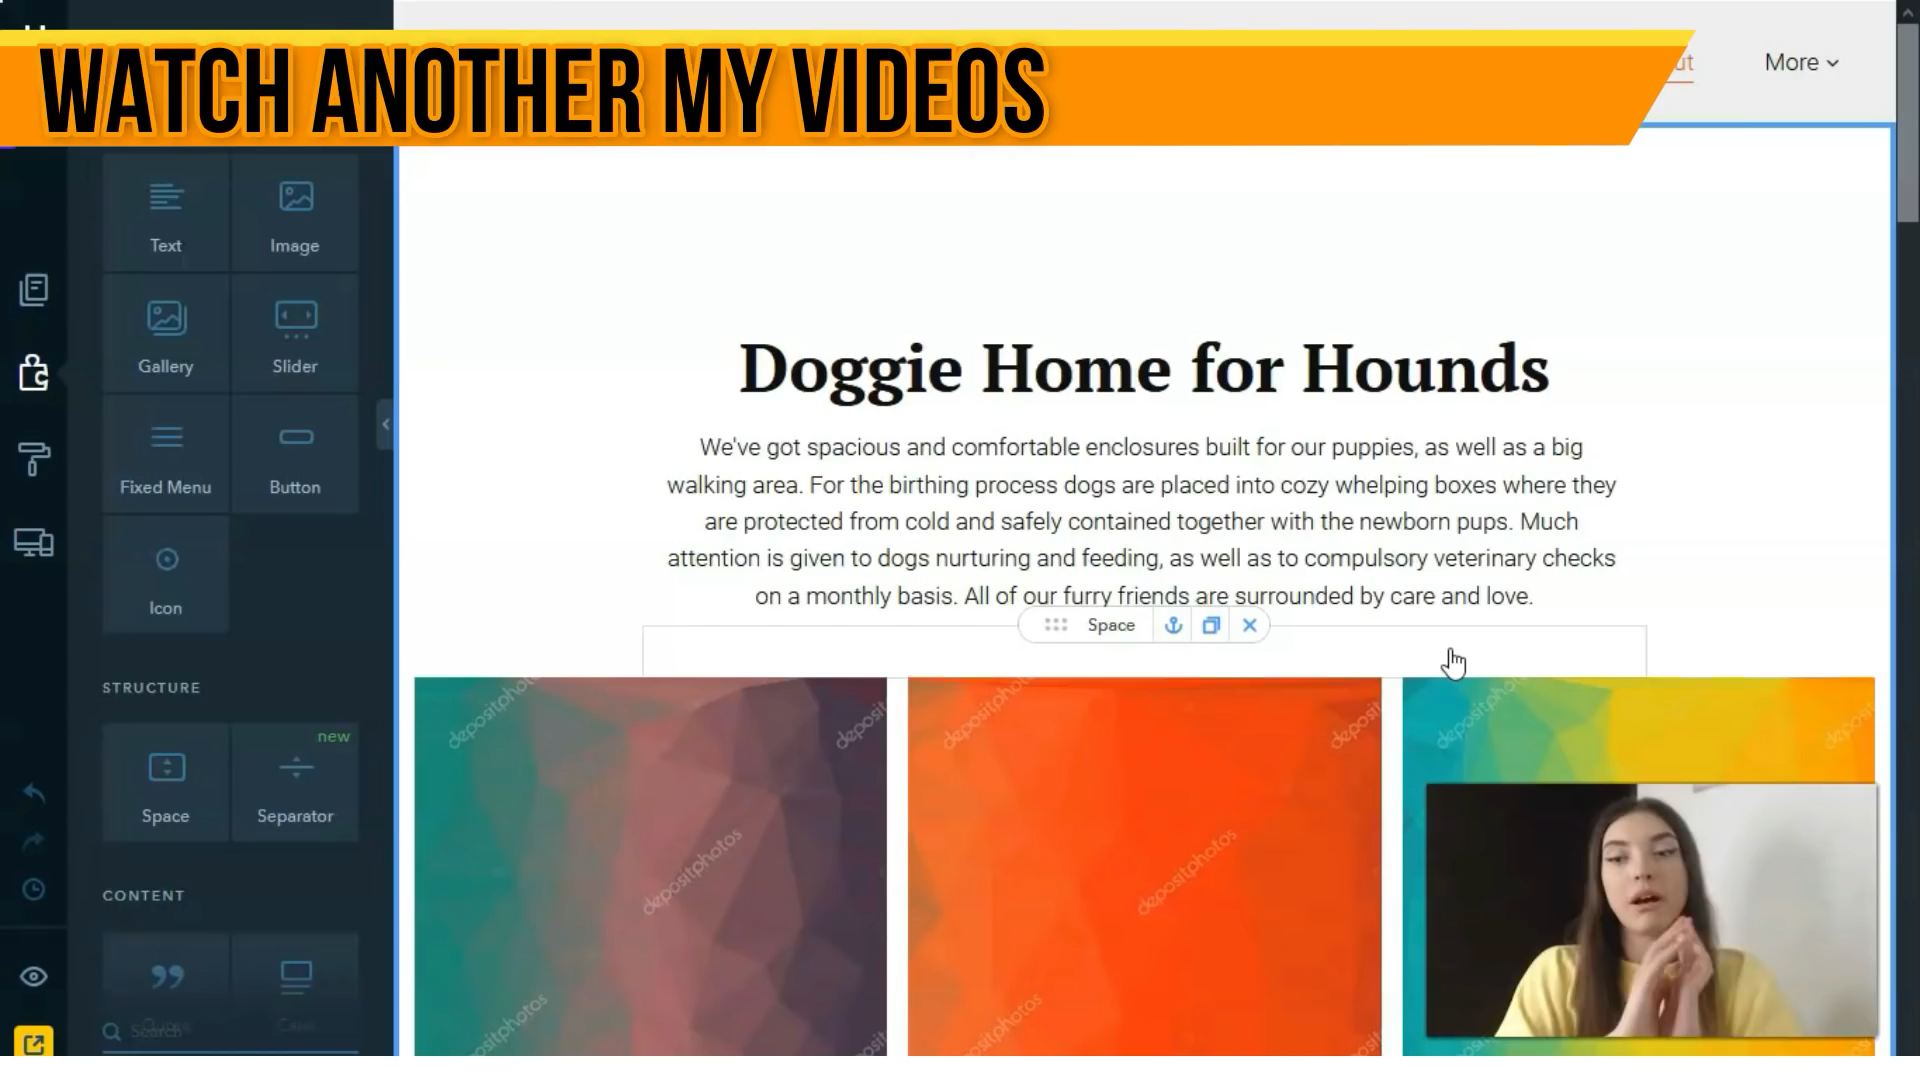 WATCH ANOTHER MY VIDEOS
ut
More
Text
Image
Gallery
Slider
Fixed Menu
Button
Icon
STRUCTURE
new
Space
Separator
CONTENT
Search
Doggie Home for Hounds
We've got spacious and comfortable enclosures built for our puppies, as well as a big
walking area. For the birthing process dogs are placed into cozy whelping boxes where they
are protected from cold and safely contained together with the newborn pups. Much
attention is given to dogs nurturing and feeding, as well as to compulsory veterinary checks
on a monthly basis. All of our furry friends are surrounded by care and love.
Space
depositphotos
depositphotos